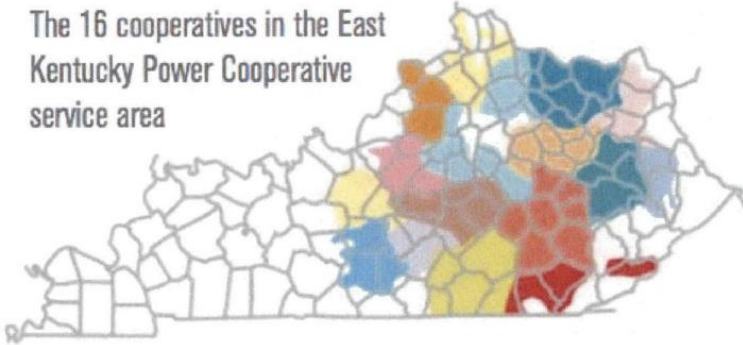 The 16 cooperatives in the East
Kentucky Power Cooperative
service area